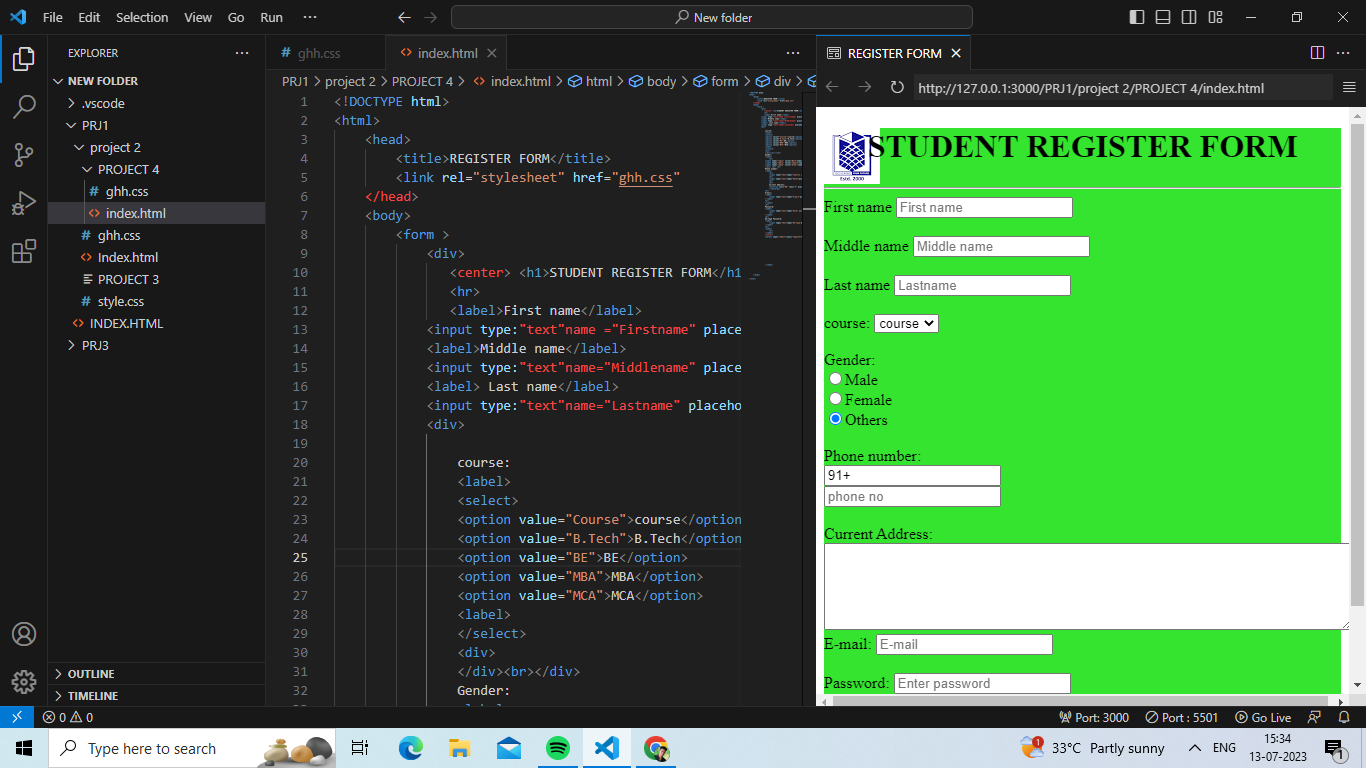 File Edit Selection View Go Run ··· New folder
EXPLORER ···
NEW FOLDER
.vscode
PRJ1
project 2
PROJECT 4
# ghh.css
<> index.html
# ghh.css
<> Index.html
PROJECT 3
# style.css
<> INDEX.HTML
PRJ3
OUTLINE
TIMELINE
# ghh.css <> index.html ···
PRJ1 > project 2 > PROJECT 4 > <> index.html > html > body > form > div >
1 <!DOCTYPE html>
2 <html>
3 <head>
4 <title>REGISTER FORM</title>
5 <link rel="stylesheet" href="ghh.css"
6 </head>
7 <body>
8 <form >
9 <div>
10 <center> <h1>STUDENT REGISTER FORM</h1
11 <hr>
12 <label>First name</label>
13 <input type:"text"name ="Firstname" place
14 <label>Middle name</label>
15 <input type:"text"name="Middlename" place
16 <label> Last name</label>
17 <input type:"text"name="Lastname" placeho
18 <div>
19
20 course:
21 <label>
22 <select>
23 <option value="Course">course</option
24 <option value="B.Tech">B.Tech</option
25 <option value="BE">BE</option>
26 <option value="MBA">MBA</option>
27 <option value="MCA">MCA</option>
28 <label>
29 </select>
30 <div>
31 </div><br></div>
32 Gender:
REGISTER FORM ···
http://127.0.0.1:3000/PRJ1/project 2/PROJECT 4/index.html
STUDENT REGISTER FORM
Estd. 2000
First name First name
Middle name Middle name
Last name Lastname
course: course
Gender:
Male
Female
Others
Phone number:
91+
phone no
Current Address:
E-mail: E-mail
Password: Enter password
0 0 Port: 3000 Port : 5501 Go Live
Type here to search 1 33°C Partly sunny ENG 15:34
13-07-2023 1